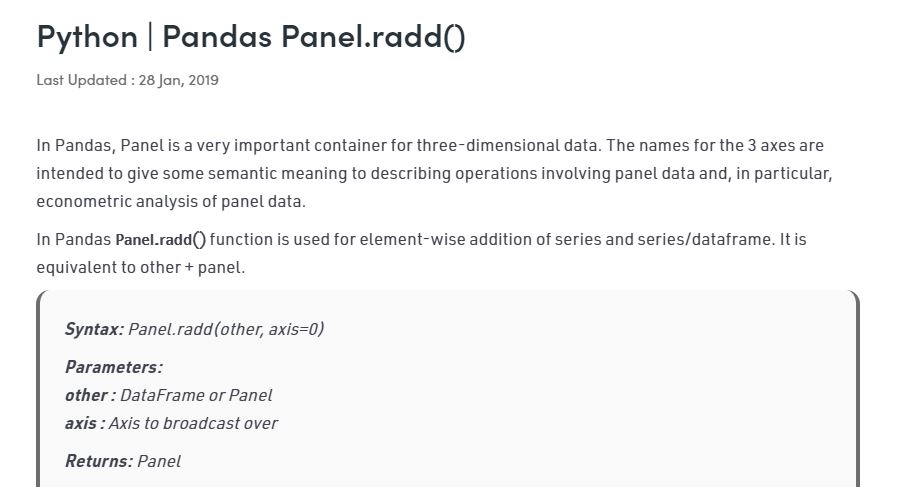 Python | Pandas Panel.radd()
Last Updated : 28 Jan, 2019
In Pandas, Panel is a very important container for three-dimensional data. The names for the 3 axes are
intended to give some semantic meaning to describing operations involving panel data and, in particular,
econometric analysis of panel data.
In Pandas Panel.radd() function is used for element-wise addition of series and series/dataframe. It is
equivalent to other + panel.
Syntax: Panel.radd(other, axis=0)
Parameters:
other : DataFrame or Panel
axis : Axis to broadcast over
Returns: Panel